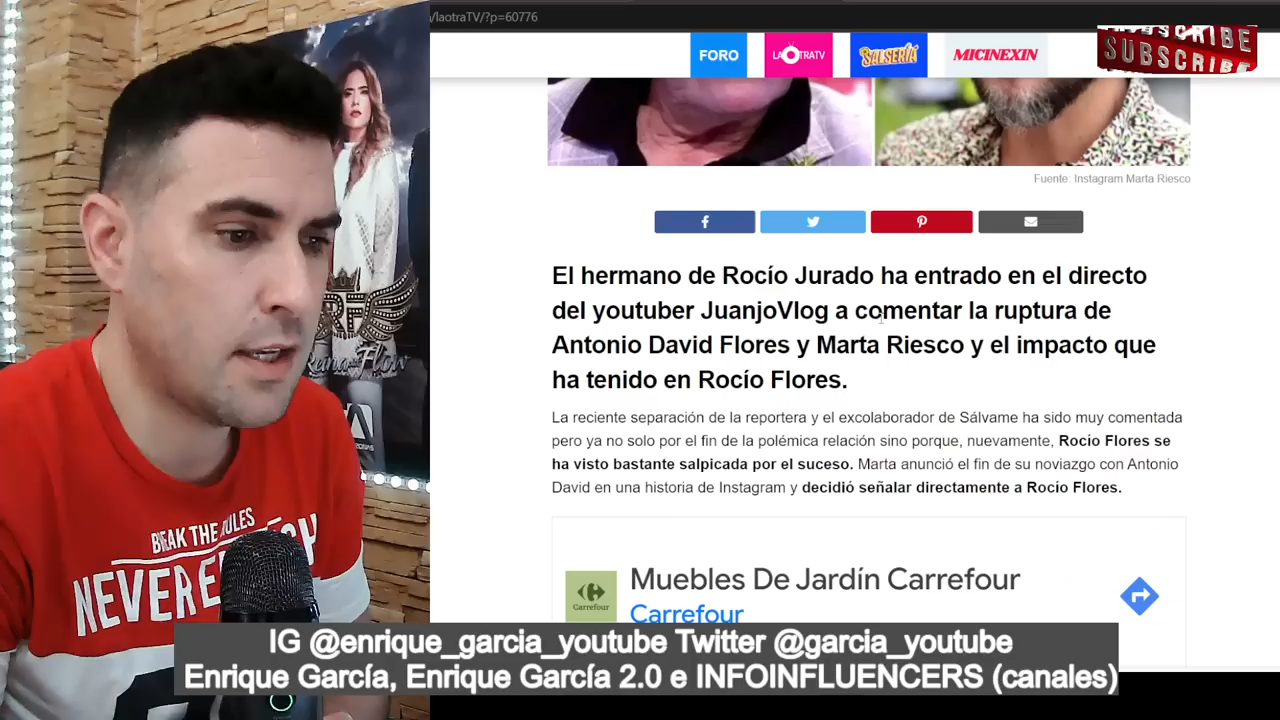 /laotraTV/?p=60776
FORO
LA OTRATV
SALSERÍA
MICINEXIN
SUBSCRIBE
SUBSCRIBE
Fuente: Instagram Marta Riesco
El hermano de Rocío Jurado ha entrado en el directo
del youtuber JuanjoVlog a comentar la ruptura de
Antonio David Flores y Marta Riesco y el impacto que
ha tenido en Rocío Flores.
La reciente separación de la reportera y el excolaborador de Sálvame ha sido muy comentada
pero ya no solo por el fin de la polémica relación sino porque, nuevamente, Rocío Flores se
ha visto bastante salpicada por el suceso. Marta anunció el fin de su noviazgo con Antonio
David en una historia de Instagram y decidió señalar directamente a Rocío Flores.
Muebles De Jardín Carrefour
Carrefour
Carrefour
RF
Flow
BREAK THE RULES
IG @enrique_garcia_youtube Twitter @garcia_youtube
Enrique García, Enrique García 2.0 e INFOINFLUENCERS (canales)